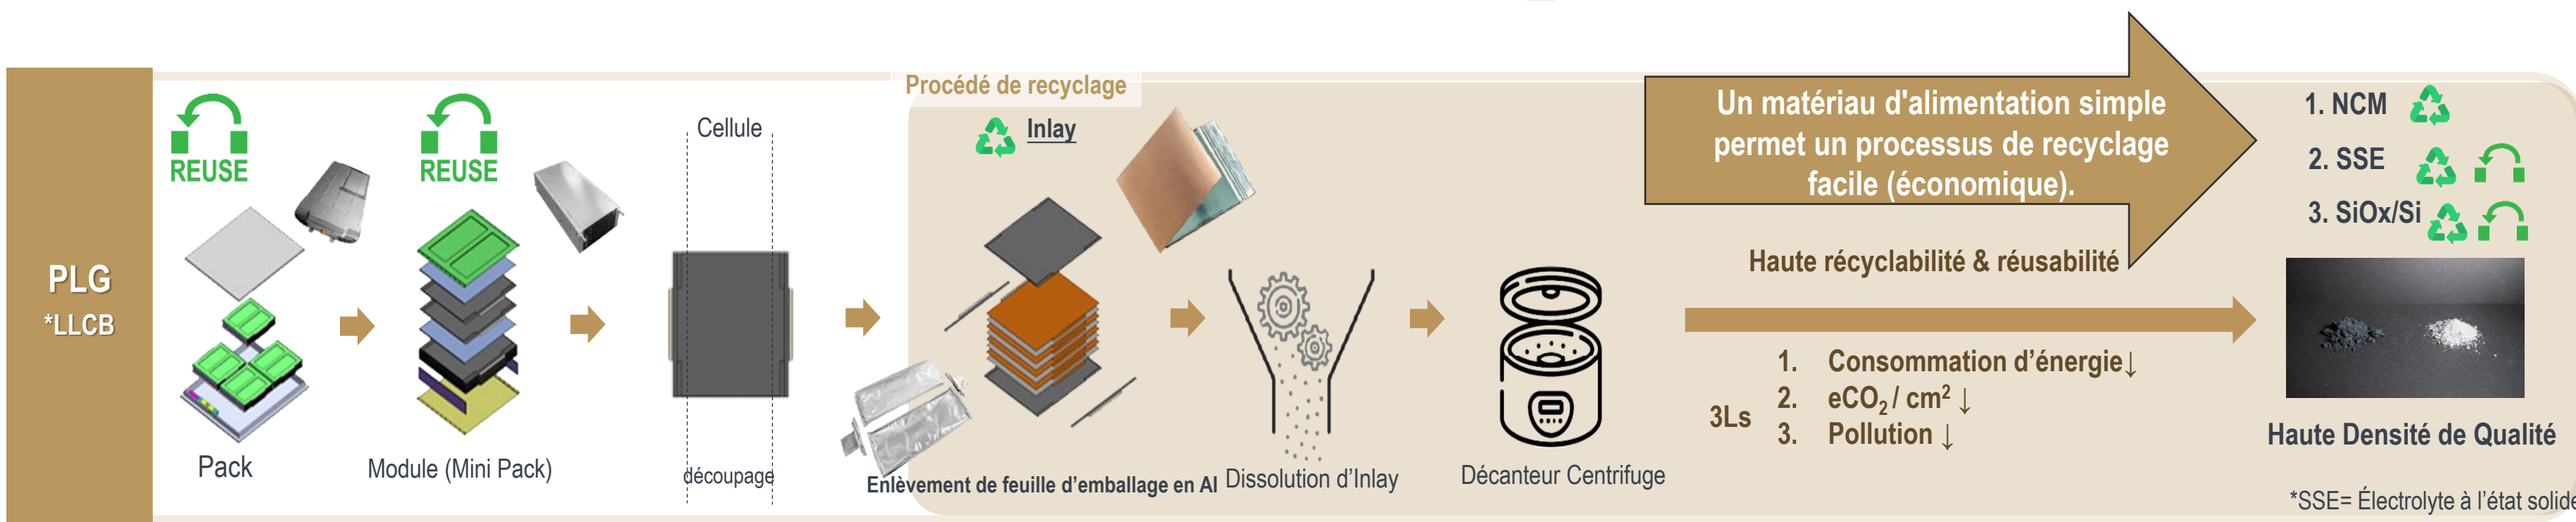 PLG
*LLCB
REUSE
Pack
REUSE
Module (Mini Pack)
Cellule
découpage
Procédé de recyclage
Inlay
Enlèvement de feuille d’emballage en Al
Dissolution d’Inlay
Décanteur Centrifuge
Un matériau d'alimentation simple
permet un processus de recyclage
facile (économique).
Haute récyclabilité & réusabilité
3Ls
1. Consommation d’énergie↓
2. eCO₂ / cm² ↓
3. Pollution ↓
1. NCM
2. SSE
3. SiOx/Si
Haute Densité de Qualité
*SSE= Électrolyte à l’état solide